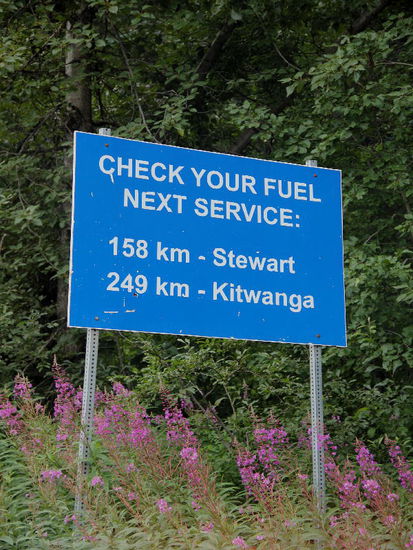 CHECK YOUR FUEL
NEXT SERVICE:
158 km - Stewart
249 km - Kitwanga